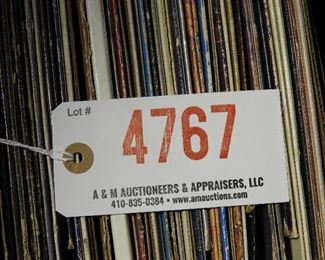 Lot #
4767
A & M AUCTIONEERS & APPRAISERS, LLC
410-835-0384 • www.amauctions.com